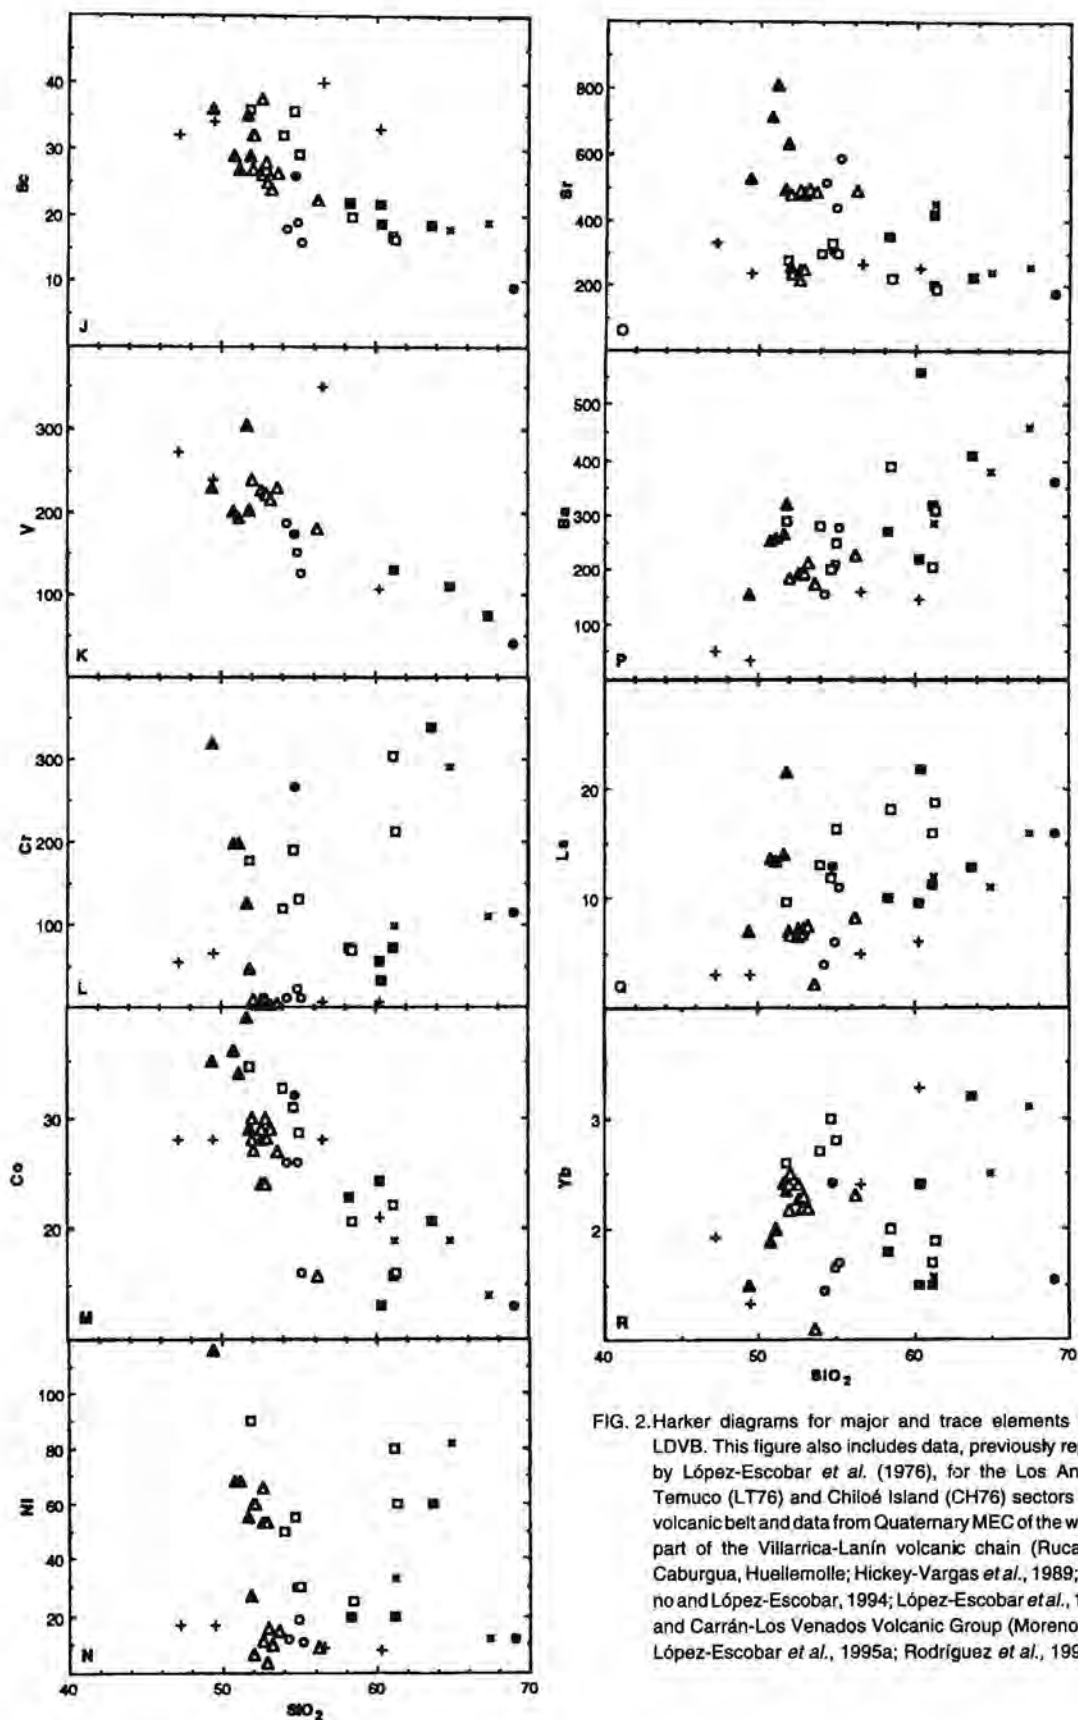 50
40
30
Sc
20
10
J
300
V
200
100
K
300
Cr
200
100
L
30
Co
20
M
100
80
Ni
60
40
20
N
40 50 60 70
SIO2
800
600
Sr
400
200
O
500
400
Ba
300
200
100
P
20
La
10
Q
3
Yb
2
R
40 50 60 70
SIO2
FIG. 2. Harker diagrams for major and trace elements
LDVB. This figure also includes data, previously re
by López-Escobar et al. (1976), for the Los An
Temuco (LT76) and Chiloé Island (CH76) sectors
volcanic belt and data from Quaternary MEC of the w
part of the Villarrica-Lanín volcanic chain (Ruca
Caburgua, Huellemolle; Hickey-Vargas et al., 1989;
no and López-Escobar, 1994; López-Escobar et al., 1
and Carrán-Los Venados Volcanic Group (Moreno
López-Escobar et al., 1995a; Rodríguez et al., 199